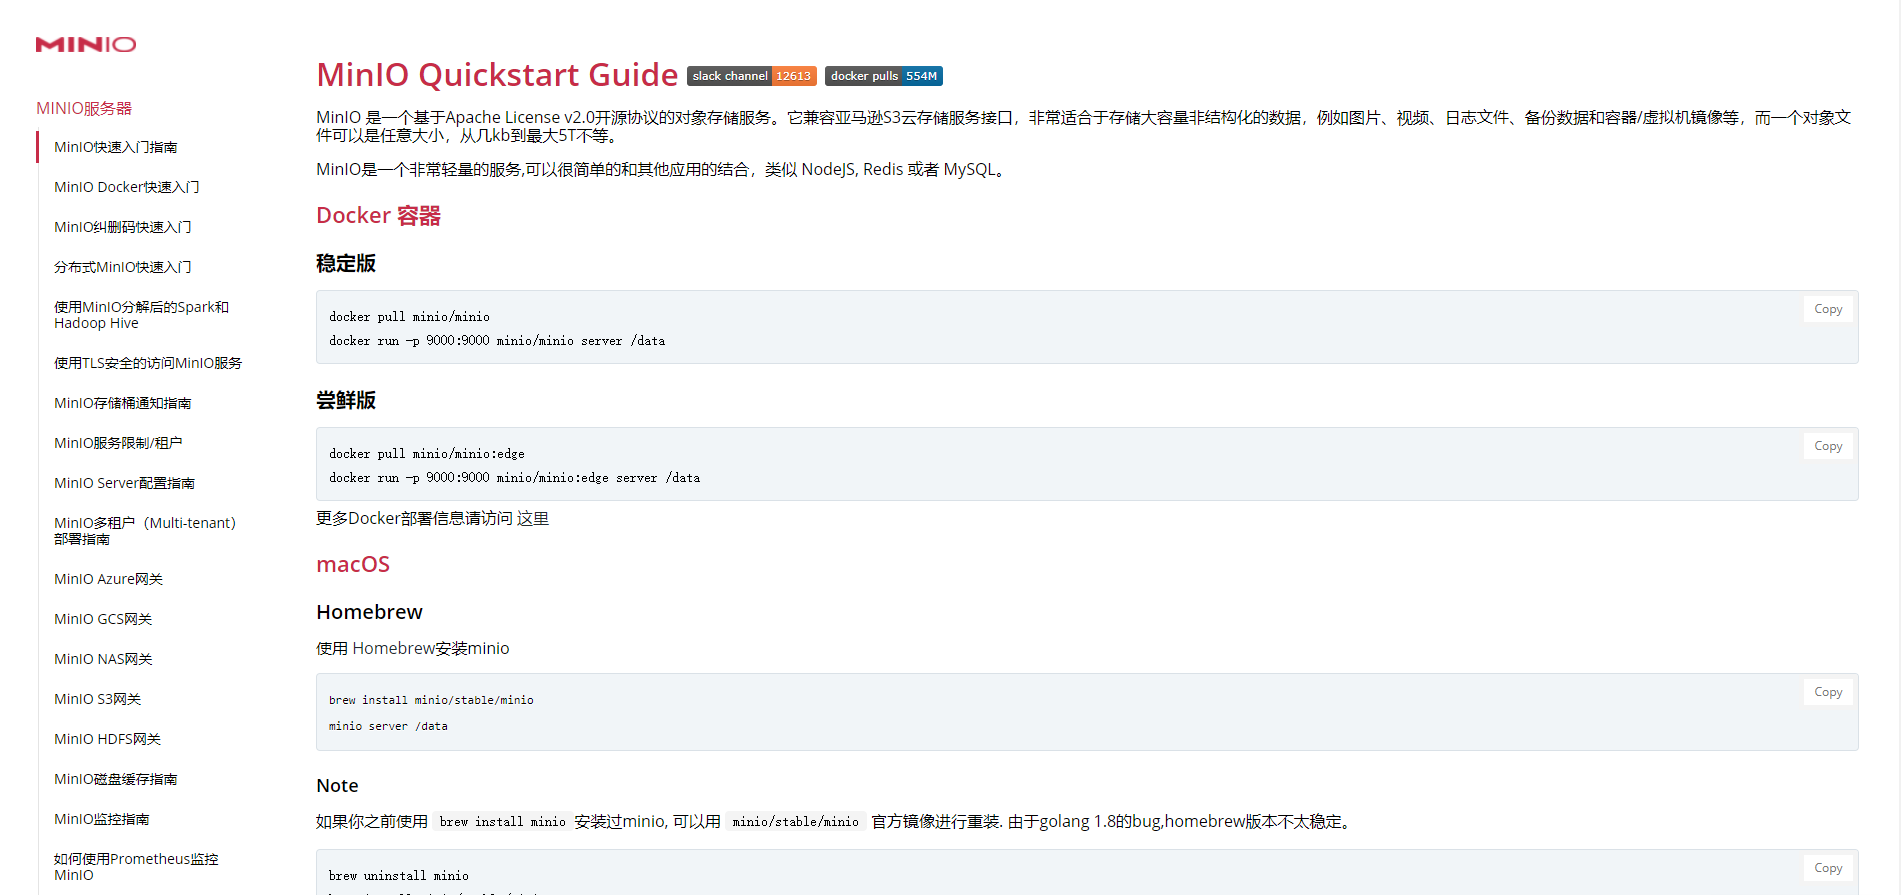 MINIO
MINIO服务器
MinIO快速入门指南
MinIO Docker快速入门
MinIO纠删码快速入门
分布式MinIO快速入门
使用MinIO分解后的Spark和
Hadoop Hive
使用TLS安全的访问MinIO服务
MinIO存储桶通知指南
MinIO服务限制/租户
MinIO Server配置指南
MinIO多租户（Multi-tenant）
部署指南
MinIO Azure网关
MinIO GCS网关
MinIO NAS网关
MinIO S3网关
MinIO HDFS网关
MinIO磁盘缓存指南
MinIO监控指南
如何使用Prometheus监控
MinIO
MinIO Quickstart Guide slack channel 12613 docker pulls 554M
MinIO 是一个基于Apache License v2.0开源协议的对象存储服务。它兼容亚马逊S3云存储服务接口，非常适合于存储大容量非结构化的数据，例如图片、视频、日志文件、备份数据和容器/虚拟机镜像等，而一个对象文
件可以是任意大小，从几kb到最大5T不等。
MinIO是一个非常轻量的服务,可以很简单的和其他应用的结合，类似 NodeJS, Redis 或者 MySQL。
Docker 容器
稳定版
Copy
docker pull minio/minio
docker run -p 9000:9000 minio/minio server /data
尝鲜版
Copy
docker pull minio/minio:edge
docker run -p 9000:9000 minio/minio:edge server /data
更多Docker部署信息请访问 这里
macOS
Homebrew
使用 Homebrew安装minio
Copy
brew install minio/stable/minio
minio server /data
Note
如果你之前使用 brew install minio 安装过minio, 可以用 minio/stable/minio 官方镜像进行重装. 由于golang 1.8的bug,homebrew版本不太稳定。
Copy
brew uninstall minio